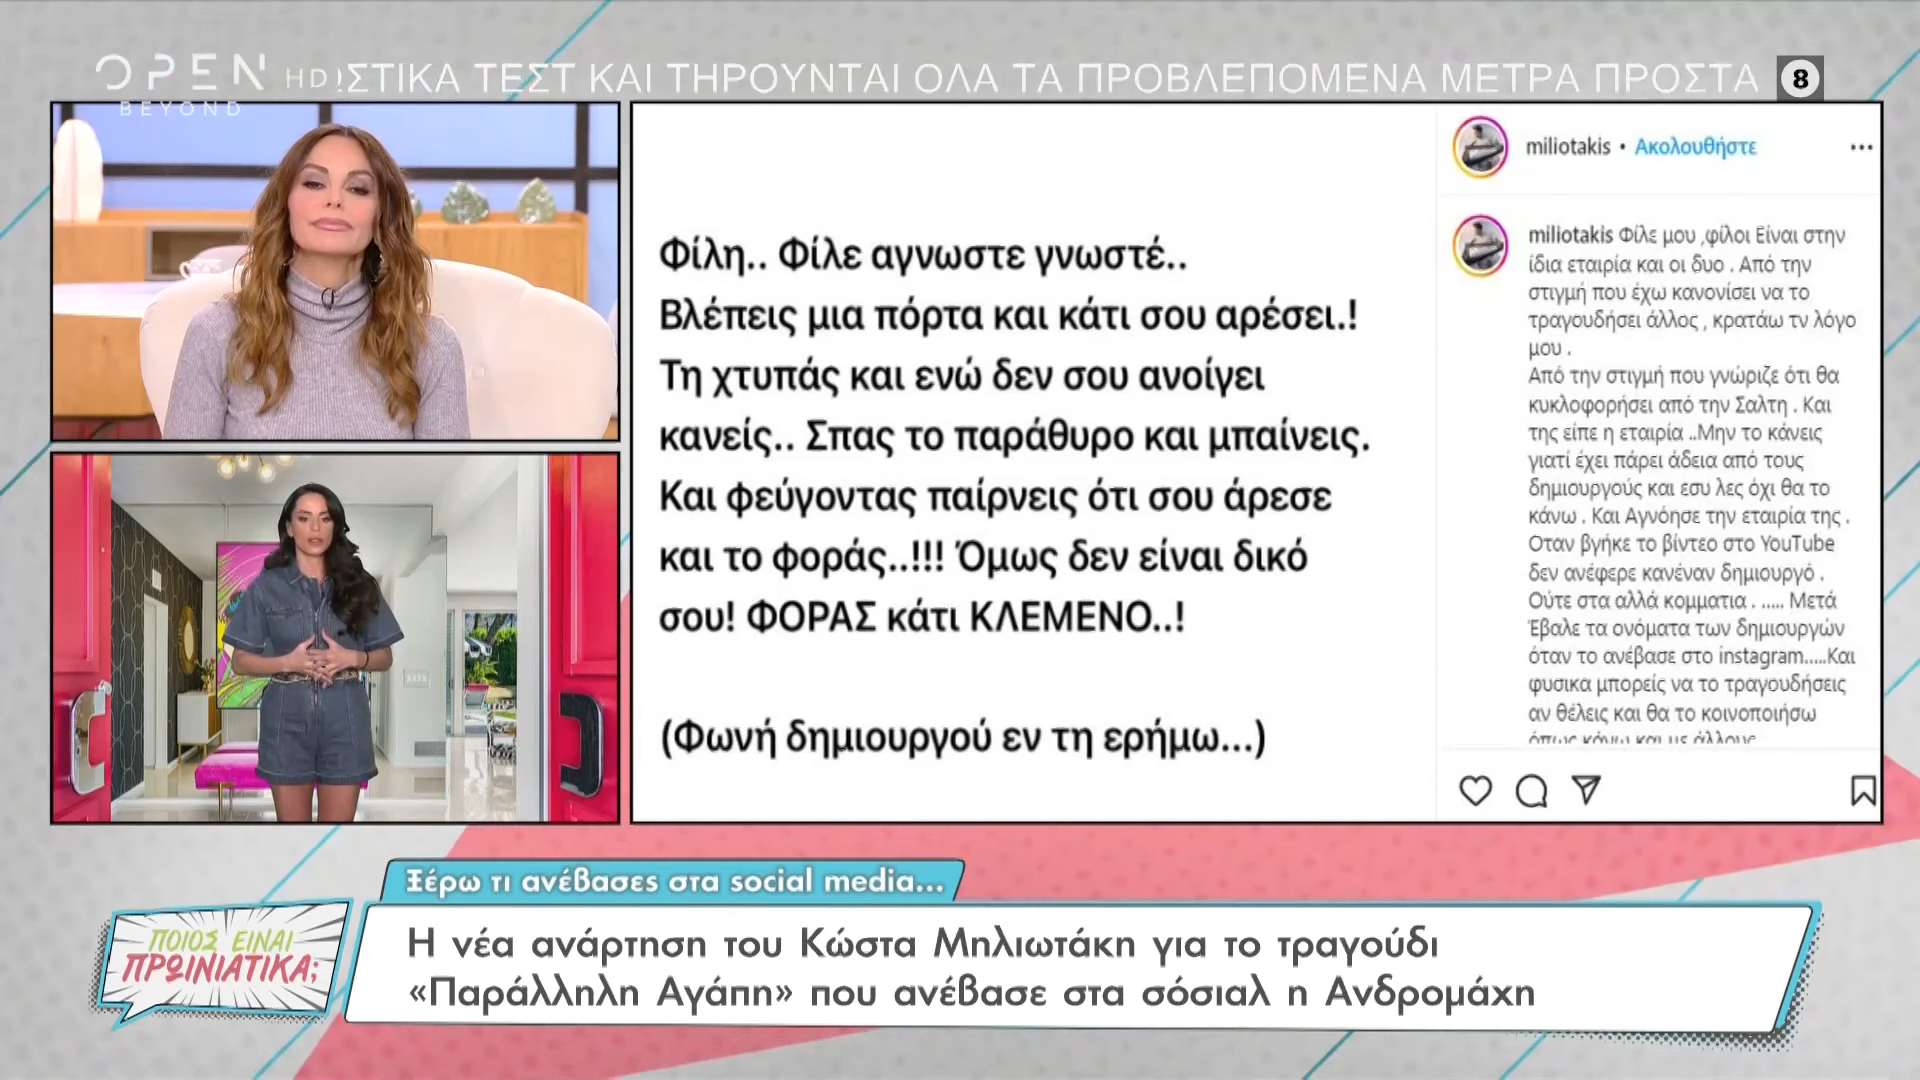 OPEN HD
BEYOND
ΙΣΤΙΚΑ ΤΕΣΤ ΚΑΙ ΤΗΡΟΥΝΤΑΙ ΟΛΑ ΤΑ ΠΡΟΒΛΕΠΟΜΕΝΑ ΜΕΤΡΑ ΠΡΟΣΤΑ
8
Φίλη.. Φίλε αγνωστε γνωστέ..
Βλέπεις μια πόρτα και κάτι σου αρέσει.!
Τη χτυπάς και ενώ δεν σου ανοίγει
κανείς.. Σπας το παράθυρο και μπαίνεις.
Και φεύγοντας παίρνεις ότι σου άρεσε
και το φοράς..!!! Όμως δεν είναι δικό
σου! ΦΟΡΑΣ κάτι ΚΛΕΜΕΝΟ..!
(Φωνή δημιουργού εν τη ερήμω...)
miliotakis • Ακολουθήστε
miliotakis Φίλε μου ,φίλοι Είναι στην
ίδια εταιρία και οι δυο . Από την
στιγμή που έχω κανονίσει να το
τραγουδήσει άλλος , κρατάω τν λόγο
μου .
Από την στιγμή που γνώριζε ότι θα
κυκλοφορήσει από την Σαλτη . Και
της είπε η εταιρία ..Μην το κάνεις
γιατί έχει πάρει άδεια από τους
δημιουργούς και εσυ λες όχι θα το
κάνω . Και Αγνόησε την εταιρία της .
Οταν βγήκε το βίντεο στο YouTube
δεν ανέφερε κανέναν δημιουργό .
Ούτε στα αλλά κομματια . ..... Μετά
Έβαλε τα ονόματα των δημιουργών
όταν το ανέβασε στο instagram.....Και
φυσικα μπορείς να το τραγουδήσεις
αν θέλεις και θα το κοινοποιήσω
όπως κάνω και με άλλους
Ξέρω τι ανέβασες στα social media...
ΠΟΙΟΣ ΕΙΝΑΙ
ΠΡΩΙΝΙΑΤΙΚΑ;
Η νέα ανάρτηση του Κώστα Μηλιωτάκη για το τραγούδι
«Παράλληλη Αγάπη» που ανέβασε στα σόσιαλ η Ανδρομάχη